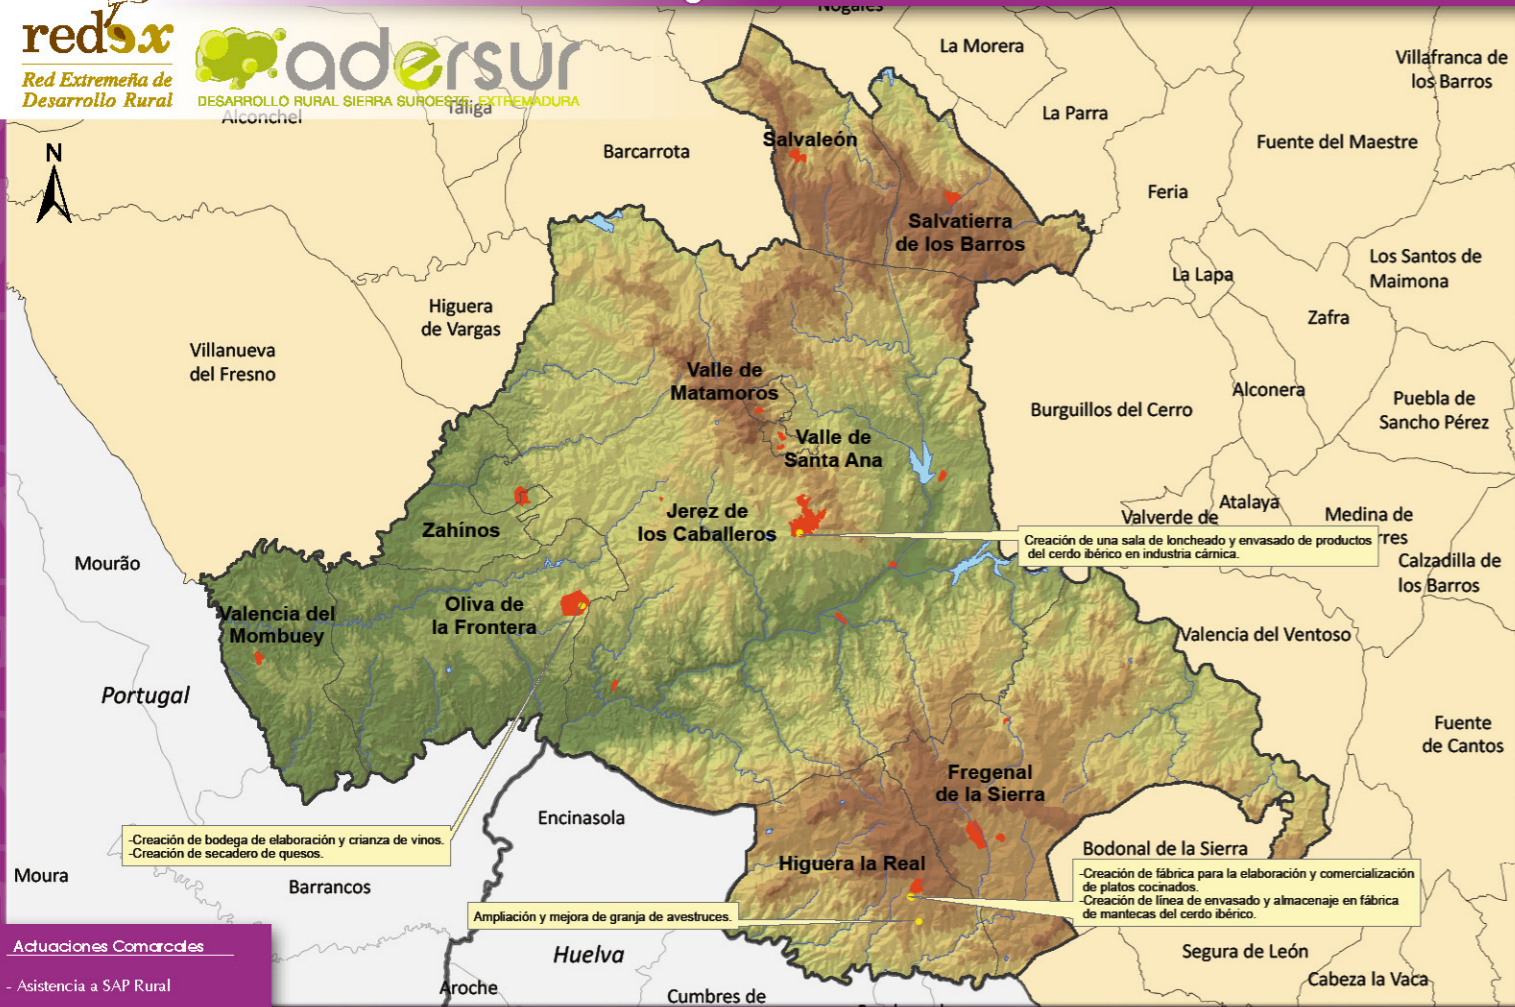 Nogales
redex
Red Extremeña de
Desarrollo Rural
adersur
DESARROLLO RURAL SIERRA SUROESTE EXTREMADURA
Alconchel
Táliga
La Morera
Villafranca de
los Barros
N
Barcarrota
Salvaleón
La Parra
Fuente del Maestre
Feria
Salvatierra
de los Barros
La Lapa
Los Santos de
Maimona
Higuera
de Vargas
Zafra
Villanueva
del Fresno
Valle de
Matamoros
Burguillos del Cerro
Alconera
Puebla de
Sancho Pérez
Valle de
Santa Ana
Zahínos
Jerez de
los Caballeros
Valverde de
Atalaya
Medina de
rres
Creación de una sala de loncheado y envasado de productos
del cerdo ibérico en industria cárnica.
Calzadilla de
los Barros
Mourão
Valencia del
Mombuey
Oliva de
la Frontera
Valencia del Ventoso
Portugal
Fuente
de Cantos
Fregenal
de la Sierra
Encinasola
-Creación de bodega de elaboración y crianza de vinos.
-Creación de secadero de quesos.
Bodonal de la Sierra
Higuera la Real
Moura
Barrancos
-Creación de fábrica para la elaboración y comercialización
de platos cocinados.
-Creación de línea de envasado y almacenaje en fábrica
de mantecas del cerdo ibérico.
Ampliación y mejora de granja de avestruces.
Actuaciones Comarcales
- Asistencia a SAP Rural
Huelva
Segura de León
Cabeza la Vaca
Aroche
Cumbres de